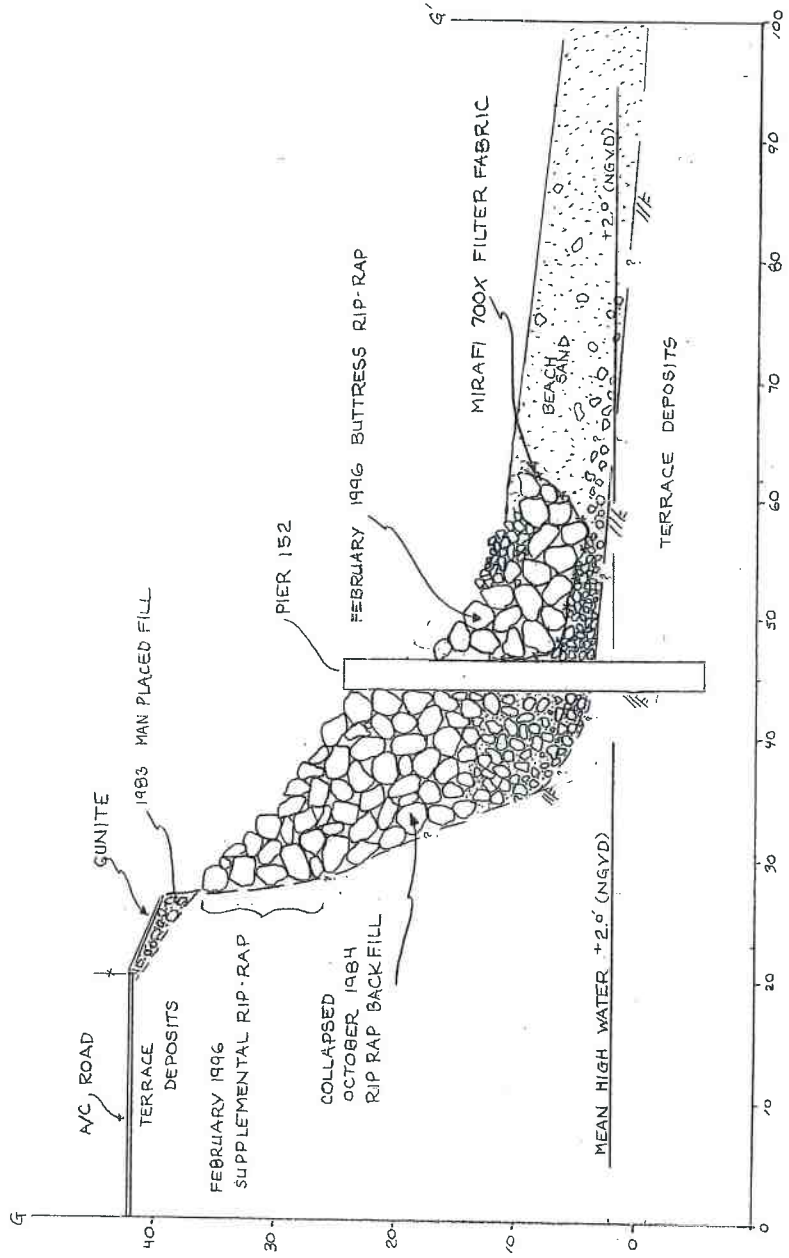 G
G'
A/C ROAD
GUNITE
1983 MAN PLACED FILL
TERRACE
DEPOSITS
FEBRUARY 1996
SUPPLEMENTAL RIP-RAP
COLLAPSED
OCTOBER 1984
RIP RAP BACKFILL
PIER 152
FEBRUARY 1996 BUTTRESS RIP-RAP
MIRAFI 700X FILTER FABRIC
BEACH
SAND
MEAN HIGH WATER +2.0 (NGVD)
+2.0 (NGVD)
TERRACE DEPOSITS
?
?
?
?
40
30
20
10
0
0
10
20
30
40
50
60
70
80
90
100